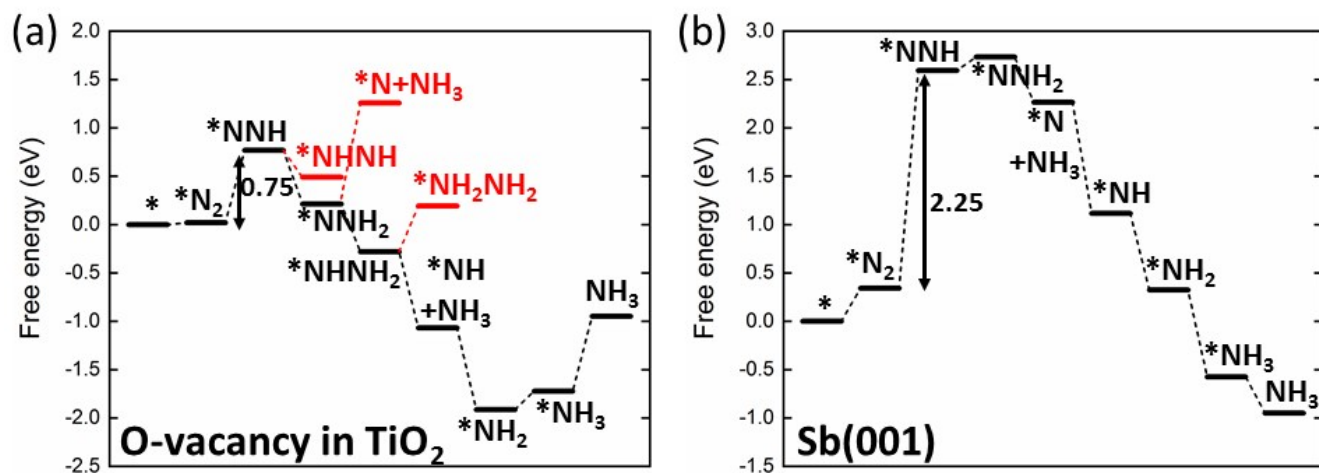 (a)
Free energy (eV)
2.0
1.5
1.0
0.5
0.0
-0.5
-1.0
-1.5
-2.0
-2.5
*
*N₂
*NNH
0.75
*NHNH
*NNH₂
*N+NH₃
*NH₂NH₂
*NHNH₂
*NH
+NH₃
*NH₂
*NH₃
NH₃
O-vacancy in TiO₂
(b)
Free energy (eV)
3.0
2.5
2.0
1.5
1.0
0.5
0.0
-0.5
-1.0
-1.5
*
*N₂
*NNH
2.25
*NNH₂
*N
+NH₃
*NH
*NH₂
*NH₃
NH₃
Sb(001)